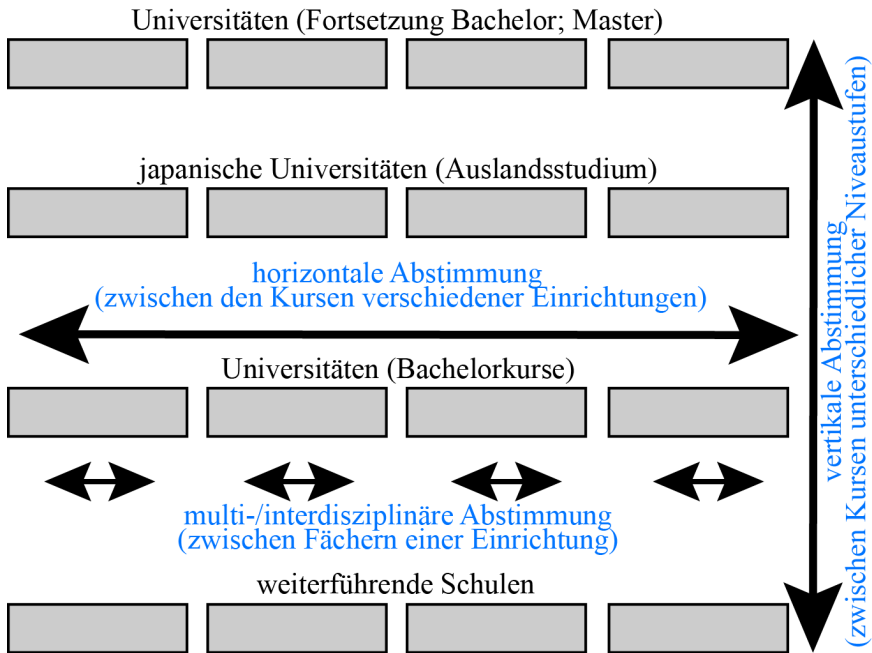 Universitäten (Fortsetzung Bachelor; Master)
japanische Universitäten (Auslandsstudium)
horizontale Abstimmung
(zwischen den Kursen verschiedener Einrichtungen)
Universitäten (Bachelorkurse)
multi-/interdisziplinäre Abstimmung
(zwischen Fächern einer Einrichtung)
weiterführende Schulen
vertikale Abstimmung
(zwischen Kursen unterschiedlicher Niveaustufen)